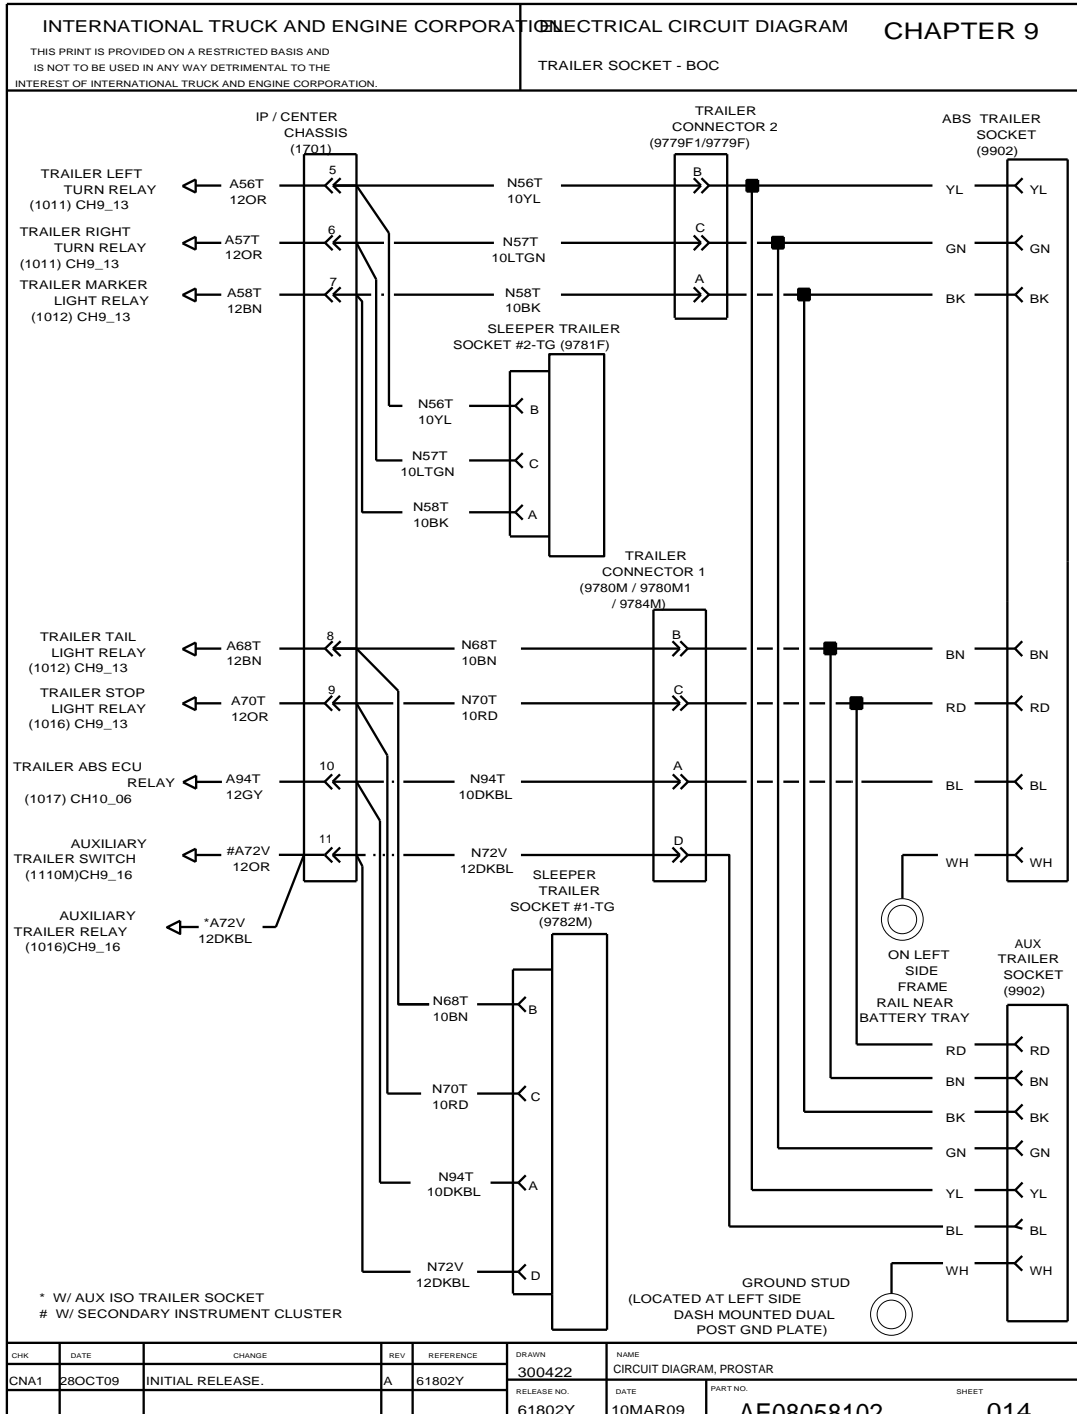 INTERNATIONAL TRUCK AND ENGINE CORPORATION
ELECTRICAL CIRCUIT DIAGRAM
CHAPTER 9
THIS PRINT IS PROVIDED ON A RESTRICTED BASIS AND
IS NOT TO BE USED IN ANY WAY DETRIMENTAL TO THE
INTEREST OF INTERNATIONAL TRUCK AND ENGINE CORPORATION.
TRAILER SOCKET - BOC
IP / CENTER
CHASSIS
(1701)
TRAILER
CONNECTOR 2
(9779F1/9779F)
ABS TRAILER
SOCKET
(9902)
TRAILER LEFT
TURN RELAY
(1011) CH9_13
A56T
12OR
5
N56T
10YL
B
YL
YL
TRAILER RIGHT
TURN RELAY
(1011) CH9_13
A57T
12OR
6
N57T
10LTGN
C
GN
GN
TRAILER MARKER
LIGHT RELAY
(1012) CH9_13
A58T
12BN
7
N58T
10BK
A
BK
BK
SLEEPER TRAILER
SOCKET #2-TG (9781F)
N56T
10YL
B
N57T
10LTGN
C
N58T
10BK
A
TRAILER
CONNECTOR 1
(9780M / 9780M1
/ 9784M)
TRAILER TAIL
LIGHT RELAY
(1012) CH9_13
A68T
12BN
8
N68T
10BN
B
BN
BN
TRAILER STOP
LIGHT RELAY
(1016) CH9_13
A70T
12OR
9
N70T
10RD
C
RD
RD
TRAILER ABS ECU
RELAY
(1017) CH10_06
A94T
12GY
10
N94T
10DKBL
A
BL
BL
AUXILIARY
TRAILER SWITCH
(1110M)CH9_16
#A72V
12OR
11
N72V
12DKBL
D
WH
WH
AUXILIARY
TRAILER RELAY
(1016)CH9_16
*A72V
12DKBL
SLEEPER
TRAILER
SOCKET #1-TG
(9782M)
ON LEFT
SIDE
FRAME
RAIL NEAR
BATTERY TRAY
AUX
TRAILER
SOCKET
(9902)
N68T
10BN
B
N70T
10RD
C
N94T
10DKBL
A
N72V
12DKBL
D
RD
RD
BN
BN
BK
BK
GN
GN
YL
YL
BL
BL
WH
WH
GROUND STUD
(LOCATED AT LEFT SIDE
DASH MOUNTED DUAL
POST GND PLATE)
* W/ AUX ISO TRAILER SOCKET
# W/ SECONDARY INSTRUMENT CLUSTER
CHK
DATE
CHANGE
REV
REFERENCE
DRAWN
300422
NAME
CIRCUIT DIAGRAM, PROSTAR
CNA1
28OCT09
INITIAL RELEASE.
A
61802Y
RELEASE NO.
61802Y
DATE
10MAR09
PART NO.
AE08058102
SHEET
014